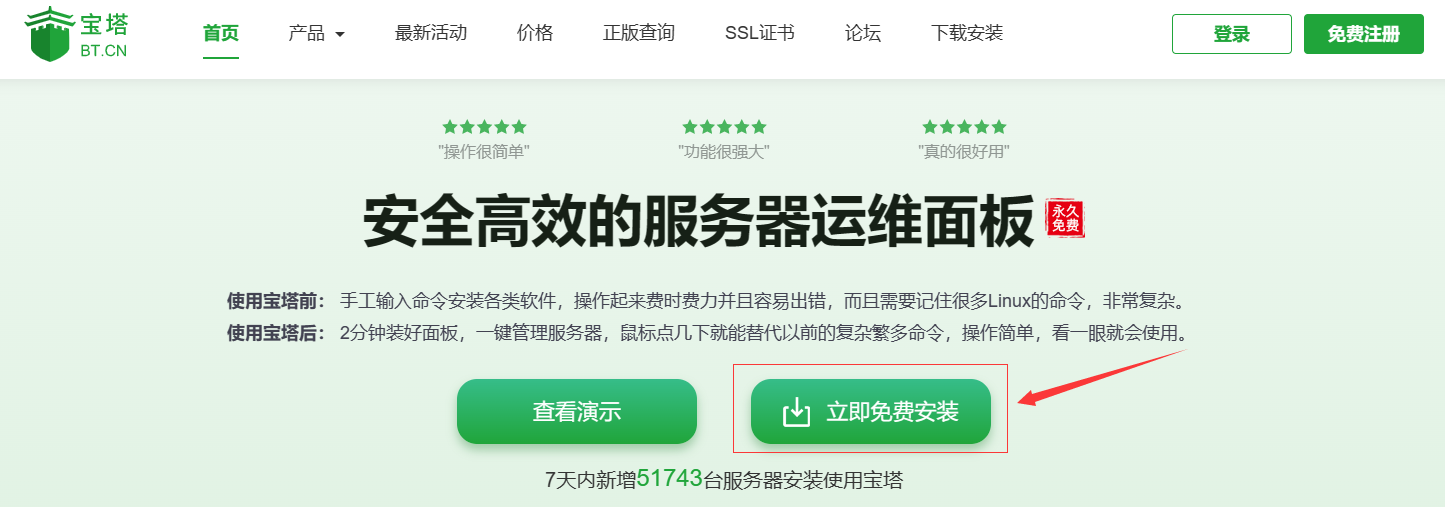 宝塔
BT.CN
首页 产品 最新活动 价格 正版查询 SSL证书 论坛 下载安装 登录 免费注册
"操作很简单" "功能很强大" "真的很好用"
安全高效的服务器运维面板
永久
免费
使用宝塔前： 手工输入命令安装各类软件，操作起来费时费力并且容易出错，而且需要记住很多Linux的命令，非常复杂。
使用宝塔后： 2分钟装好面板，一键管理服务器，鼠标点几下就能替代以前的复杂繁多命令，操作简单，看一眼就会使用。
查看演示 立即免费安装
7天内新增51743台服务器安装使用宝塔